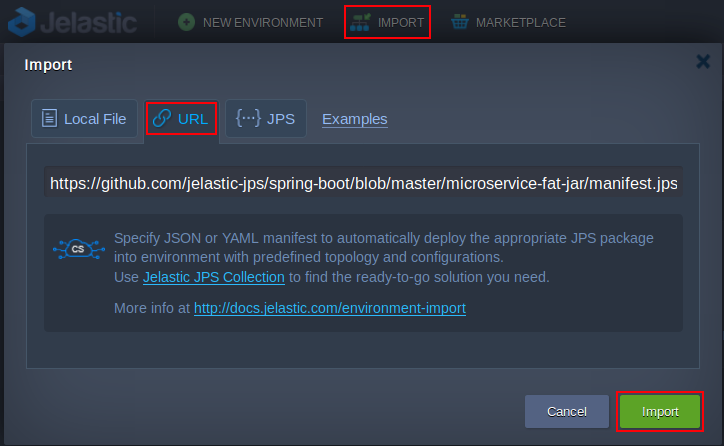 Jelastic NEW ENVIRONMENT IMPORT MARKETPLACE
Import
Local File URL {···} JPS Examples
https://github.com/jelastic-jps/spring-boot/blob/master/microservice-fat-jar/manifest.jps
CS
Specify JSON or YAML manifest to automatically deploy the appropriate JPS package
into environment with predefined topology and configurations.
Use Jelastic JPS Collection to find the ready-to-go solution you need.
More info at http://docs.jelastic.com/environment-import
Cancel Import